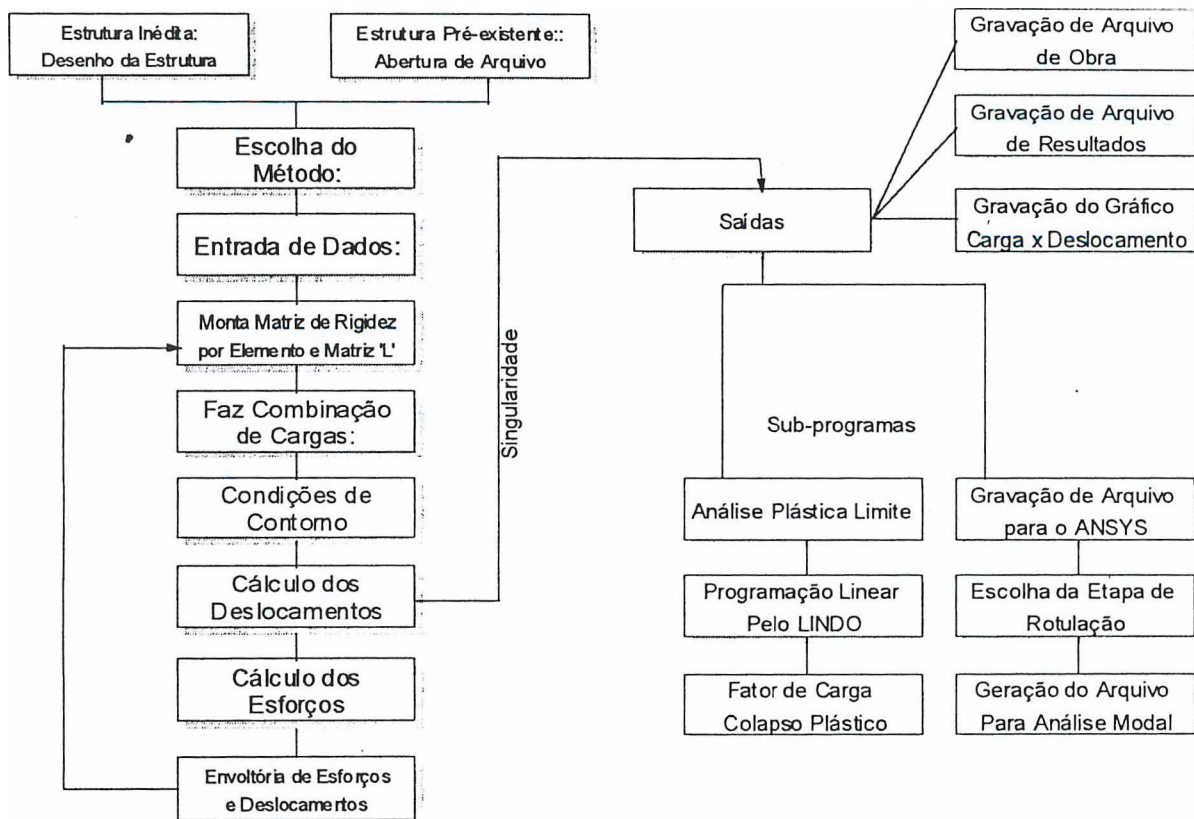 Estrutura Inédita:
Desenho da Estrutura
Estrutura Pré-existente::
Abertura de Arquivo
Escolha do
Método:
Entrada de Dados:
Monta Matriz de Rigidez
por Elemento e Matriz 'L'
Faz Combinação
de Cargas:
Condições de
Contorno
Cálculo dos
Deslocamentos
Cálculo dos
Esforços
Envoltória de Esforços
e Deslocamentos
Singularidade
Saídas
Gravação de Arquivo
de Obra
Gravação de Arquivo
de Resultados
Gravação do Gráfico
Carga x Deslocamento
Sub-programas
Análise Plástica Limite
Programação Linear
Pelo LINDO
Fator de Carga
Colapso Plástico
Gravação de Arquivo
para o ANSYS
Escolha da Etapa de
Rotulação
Geração do Arquivo
Para Análise Modal